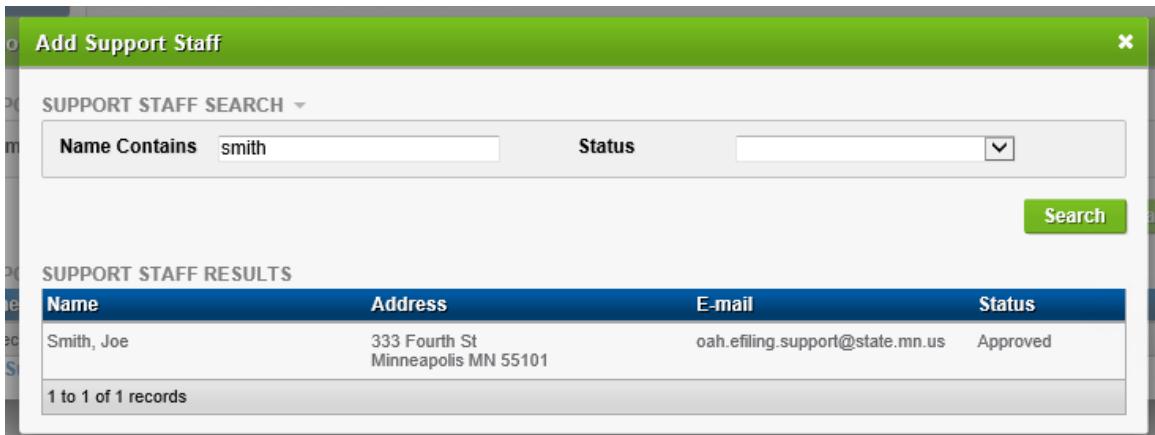 Add Support Staff
SUPPORT STAFF SEARCH
Name Contains smith Status
Search
SUPPORT STAFF RESULTS
Name Address E-mail Status
Smith, Joe 333 Fourth St oah.efiling.support@state.mn.us Approved
Minneapolis MN 55101
1 to 1 of 1 records